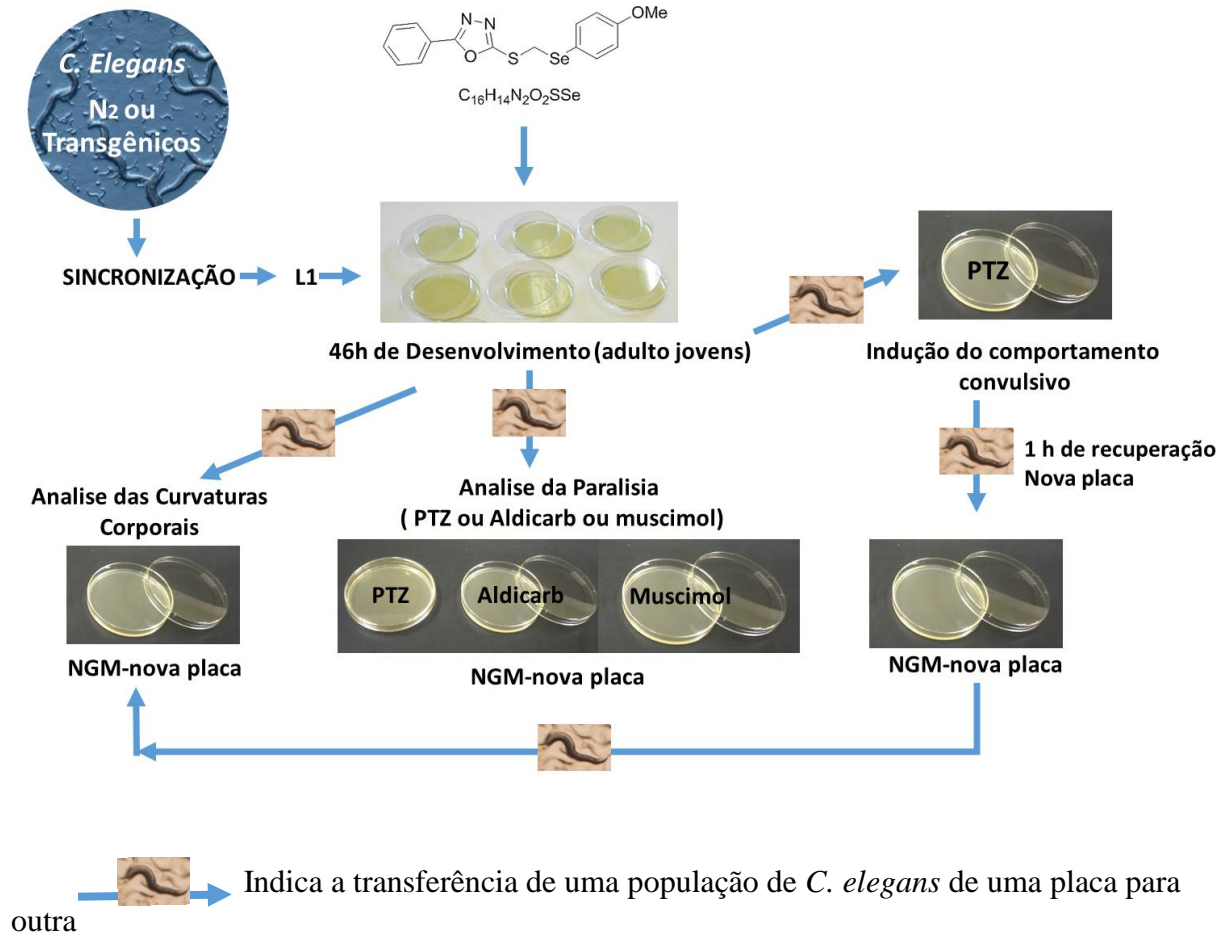 C. Elegans
N2 ou
Transgênicos
N
N
O
S
Se
OMe
C16H14N2O2SSe
SINCRONIZAÇÃO
L1
PTZ
46h de Desenvolvimento (adulto jovens)
Indução do comportamento
convulsivo
1 h de recuperação
Nova placa
Analise das Curvaturas
Corporais
Analise da Paralisia
( PTZ ou Aldicarb ou muscimol)
PTZ
Aldicarb
Muscimol
NGM-nova placa
NGM-nova placa
NGM-nova placa
Indica a transferência de uma população de C. elegans de uma placa para
outra